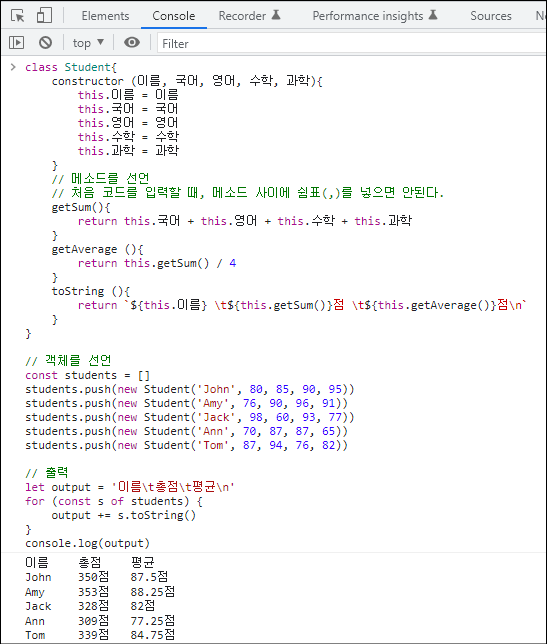 Elements Console Recorder Performance insights Sources
top Filter
> class Student{
    constructor (이름, 국어, 영어, 수학, 과학){
        this.이름 = 이름
        this.국어 = 국어
        this.영어 = 영어
        this.수학 = 수학
        this.과학 = 과학
    }
    // 메소드를 선언
    // 처음 코드를 입력할 때, 메소드 사이에 쉼표(,)를 넣으면 안된다.
    getSum(){
        return this.국어 + this.영어 + this.수학 + this.과학
    }
    getAverage (){
        return this.getSum() / 4
    }
    toString (){
        return `${this.이름} \t${this.getSum()}점 \t${this.getAverage()}점\n`
    }
}

// 객체를 선언
const students = []
students.push(new Student('John', 80, 85, 90, 95))
students.push(new Student('Amy', 76, 90, 96, 91))
students.push(new Student('Jack', 98, 60, 93, 77))
students.push(new Student('Ann', 70, 87, 87, 65))
students.push(new Student('Tom', 87, 94, 76, 82))

// 출력
let output = '이름\t총점\t평균\n'
for (const s of students) {
    output += s.toString()
}
console.log(output)
이름 총점 평균
John 350점 87.5점
Amy 353점 88.25점
Jack 328점 82점
Ann 309점 77.25점
Tom 339점 84.75점